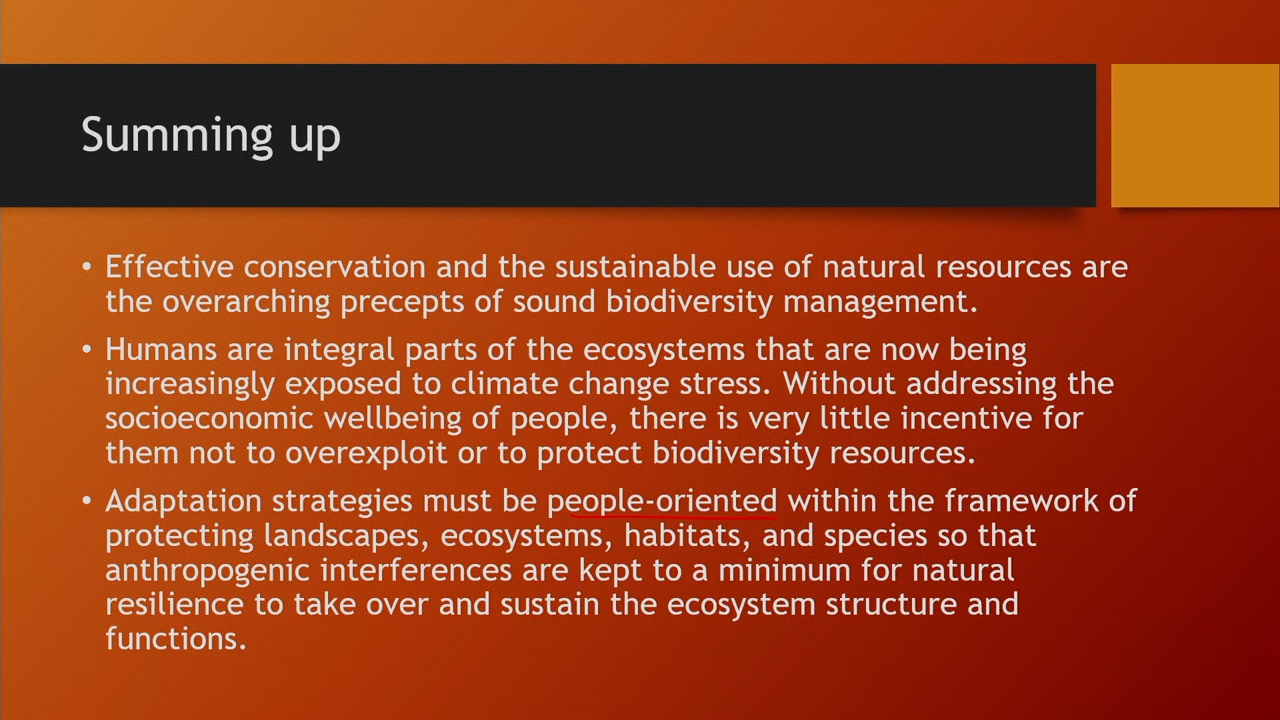 Summing up
• Effective conservation and the sustainable use of natural resources are
the overarching precepts of sound biodiversity management.
• Humans are integral parts of the ecosystems that are now being
increasingly exposed to climate change stress. Without addressing the
socioeconomic wellbeing of people, there is very little incentive for
them not to overexploit or to protect biodiversity resources.
• Adaptation strategies must be people-oriented within the framework of
protecting landscapes, ecosystems, habitats, and species so that
anthropogenic interferences are kept to a minimum for natural
resilience to take over and sustain the ecosystem structure and
functions.